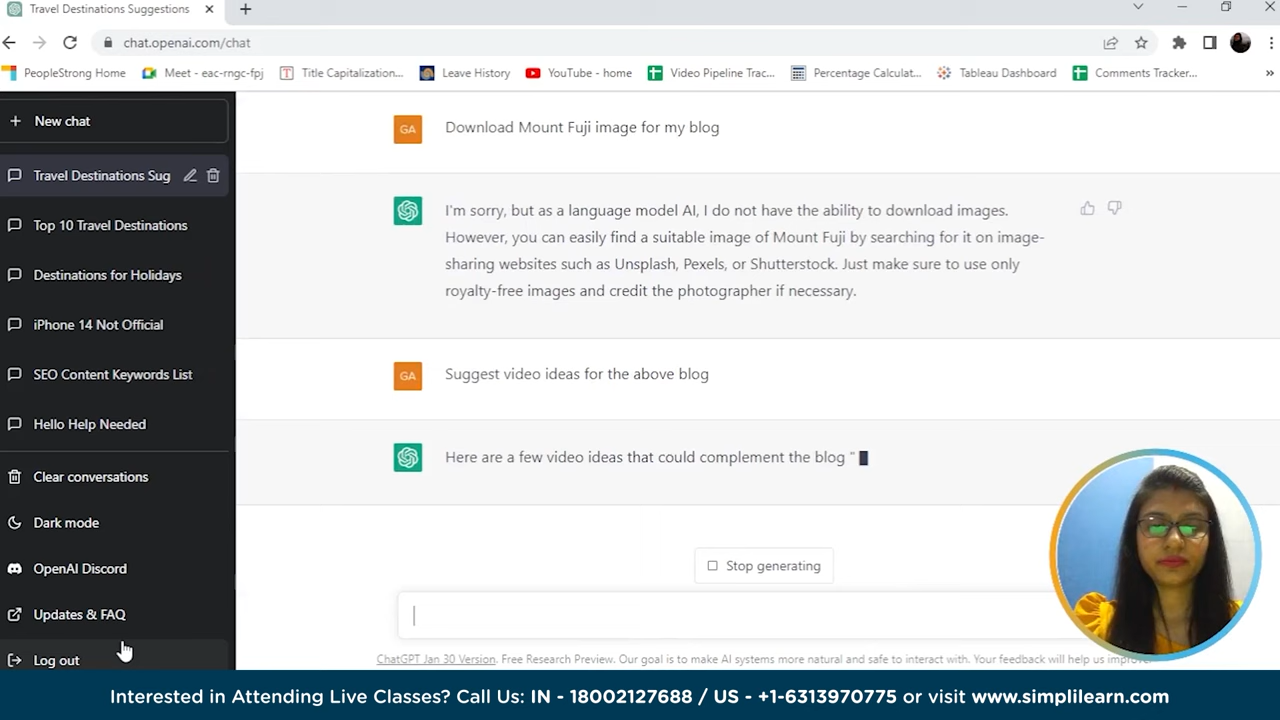 Travel Destinations Suggestions
chat.openai.com/chat
PeopleStrong Home
Meet - eac-rngc-fpj
Title Capitalization...
Leave History
YouTube - home
Video Pipeline Trac...
Percentage Calculat...
Tableau Dashboard
Comments Tracker...
New chat
Travel Destinations Sug
Top 10 Travel Destinations
Destinations for Holidays
iPhone 14 Not Official
SEO Content Keywords List
Hello Help Needed
Clear conversations
Dark mode
OpenAI Discord
Updates & FAQ
Log out
GA
Download Mount Fuji image for my blog
I'm sorry, but as a language model AI, I do not have the ability to download images.
However, you can easily find a suitable image of Mount Fuji by searching for it on image-
sharing websites such as Unsplash, Pexels, or Shutterstock. Just make sure to use only
royalty-free images and credit the photographer if necessary.
GA
Suggest video ideas for the above blog
Here are a few video ideas that could complement the blog "
Stop generating
ChatGPT Jan 30 Version. Free Research Preview. Our goal is to make AI systems more natural and safe to interact with. Your feedback will help us improve
Interested in Attending Live Classes? Call Us: IN - 18002127688 / US - +1-6313970775 or visit www.simplilearn.com